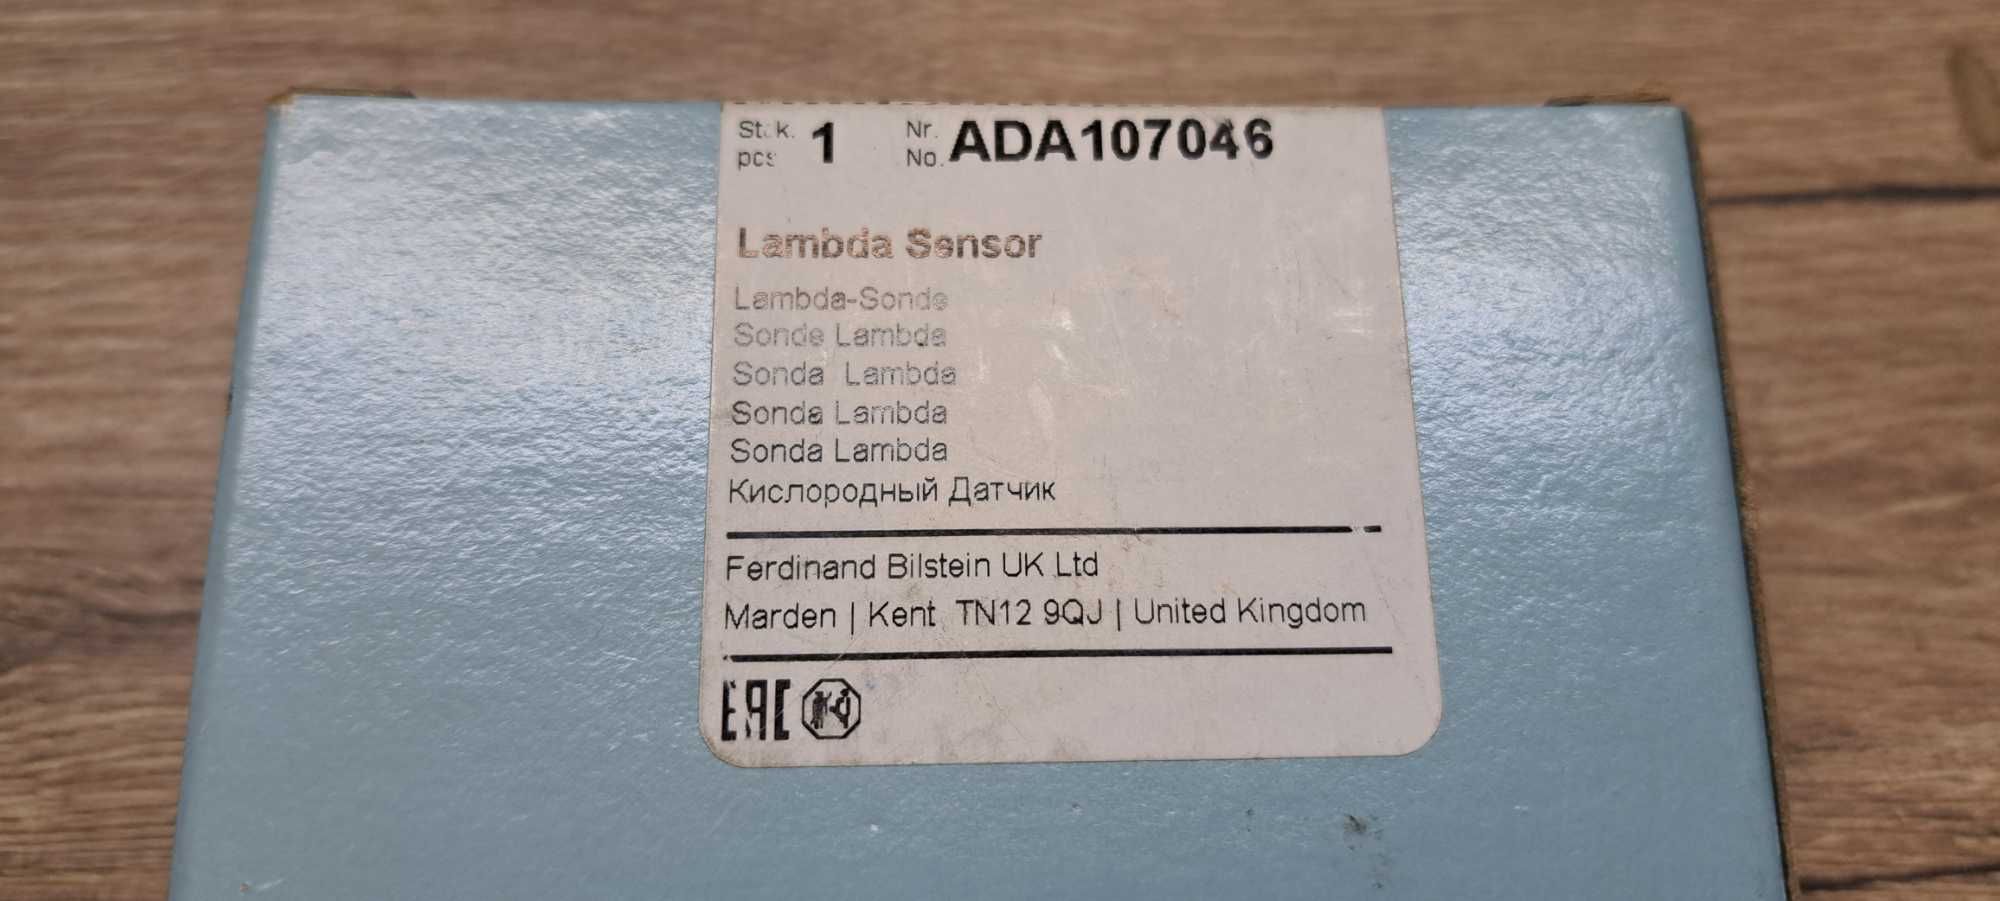 Stck. 1 Nr. ADA107046
pcs No.
Lambda Sensor
Lambda-Sonde
Sonde Lambda
Sonda Lambda
Sonda Lambda
Sonda Lambda
Кислородный Датчик
Ferdinand Bilstein UK Ltd
Marden | Kent TN12 9QJ | United Kingdom
EAC